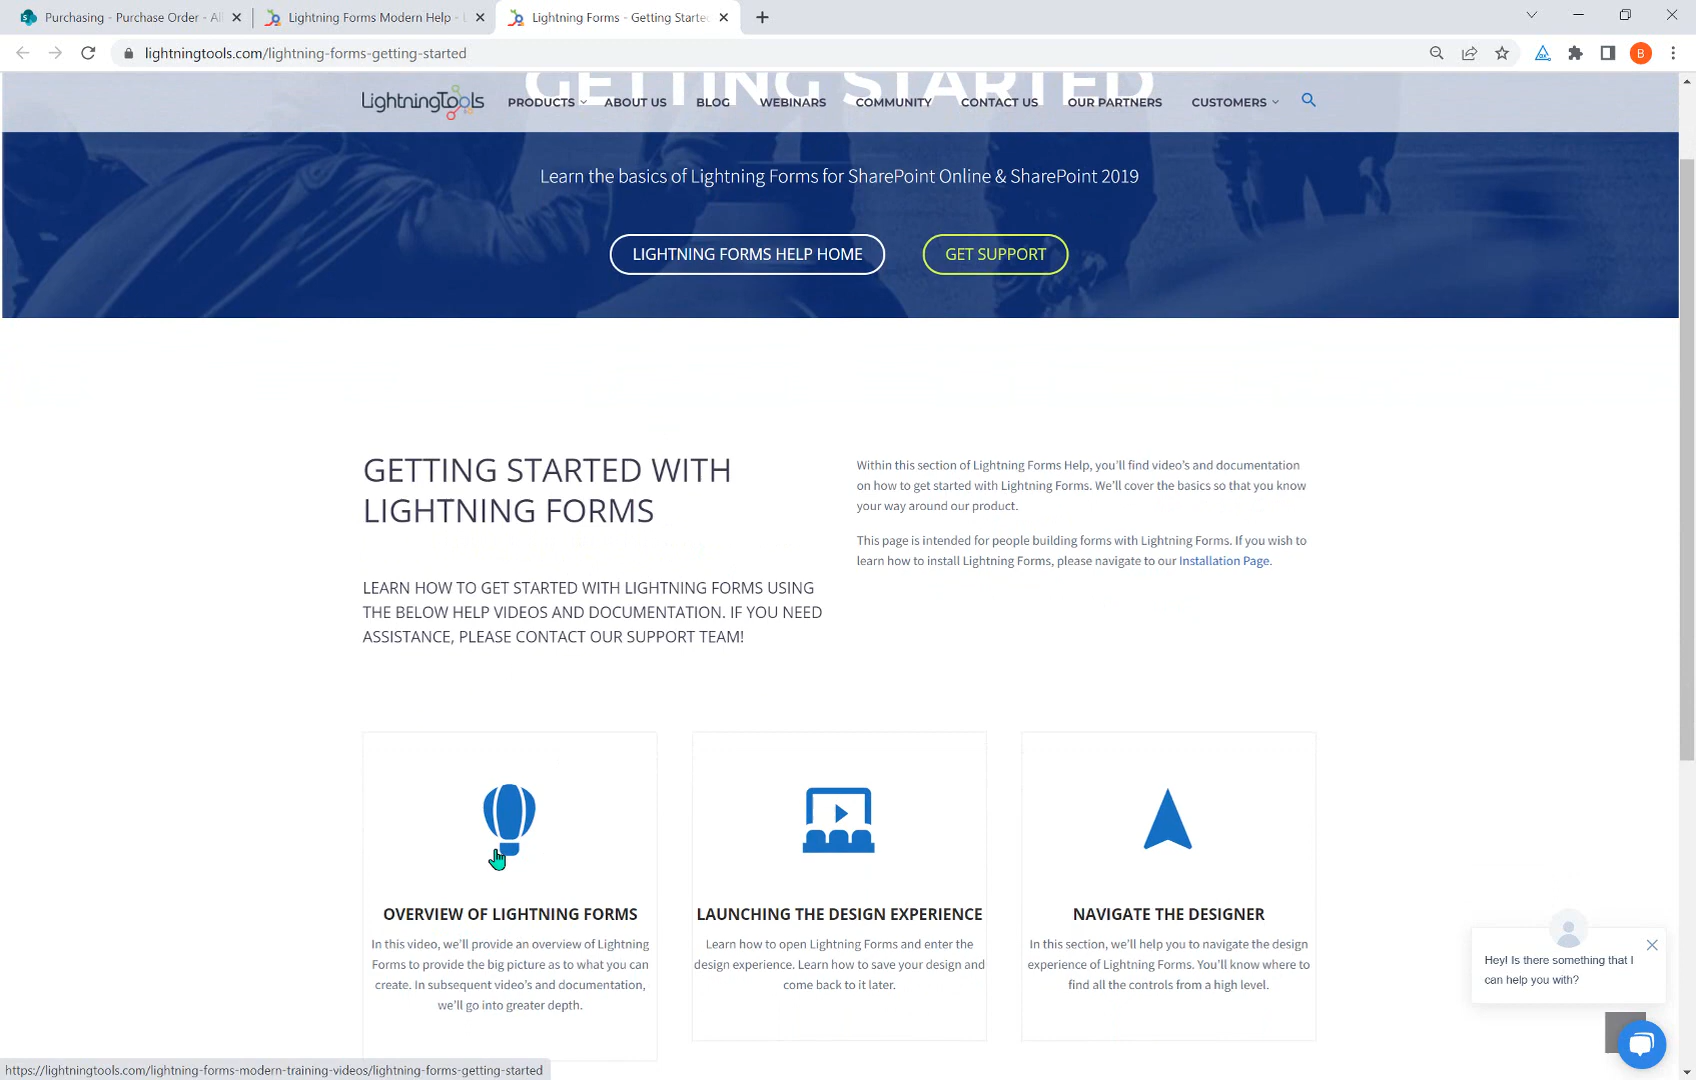 Purchasing - Purchase Order - Al
Lightning Forms Modern Help -
Lightning Forms - Getting Starte
lightningtools.com/lightning-forms-getting-started
B
GETTING STARTED
LightningTools
PRODUCTS
ABOUT US
BLOG
WEBINARS
COMMUNITY
CONTACT US
OUR PARTNERS
CUSTOMERS
Learn the basics of Lightning Forms for SharePoint Online & SharePoint 2019
LIGHTNING FORMS HELP HOME
GET SUPPORT
GETTING STARTED WITH
LIGHTNING FORMS
LEARN HOW TO GET STARTED WITH LIGHTNING FORMS USING
THE BELOW HELP VIDEOS AND DOCUMENTATION. IF YOU NEED
ASSISTANCE, PLEASE CONTACT OUR SUPPORT TEAM!
Within this section of Lightning Forms Help, you'll find video's and documentation
on how to get started with Lightning Forms. We'll cover the basics so that you know
your way around our product.
This page is intended for people building forms with Lightning Forms. If you wish to
learn how to install Lightning Forms, please navigate to our Installation Page.
OVERVIEW OF LIGHTNING FORMS
In this video, we'll provide an overview of Lightning
Forms to provide the big picture as to what you can
create. In subsequent video's and documentation,
we'll go into greater depth.
LAUNCHING THE DESIGN EXPERIENCE
Learn how to open Lightning Forms and enter the
design experience. Learn how to save your design and
come back to it later.
NAVIGATE THE DESIGNER
In this section, we'll help you to navigate the design
experience of Lightning Forms. You'll know where to
find all the controls from a high level.
Hey! Is there something that I
can help you with?
https://lightningtools.com/lightning-forms-modern-training-videos/lightning-forms-getting-started